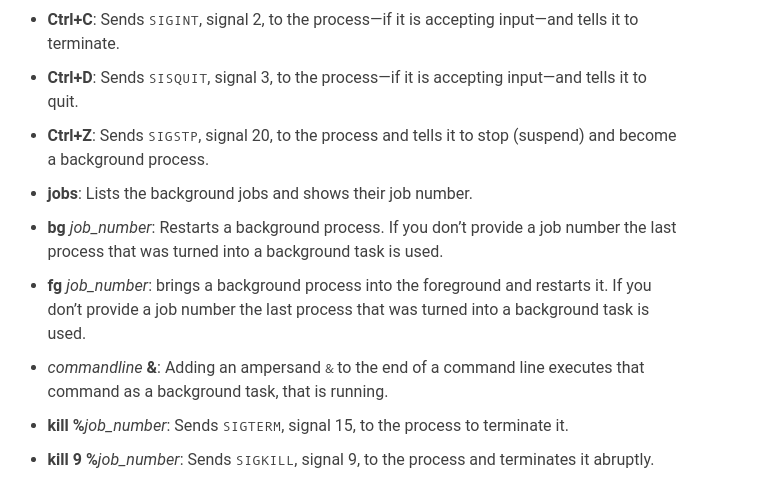 • Ctrl+C: Sends SIGINT, signal 2, to the process—if it is accepting input—and tells it to
terminate.
• Ctrl+D: Sends SISQUIT, signal 3, to the process—if it is accepting input—and tells it to
quit.
• Ctrl+Z: Sends SIGSTP, signal 20, to the process and tells it to stop (suspend) and become
a background process.
• jobs: Lists the background jobs and shows their job number.
• bg job_number: Restarts a background process. If you don’t provide a job number the last
process that was turned into a background task is used.
• fg job_number: brings a background process into the foreground and restarts it. If you
don’t provide a job number the last process that was turned into a background task is
used.
• commandline &: Adding an ampersand & to the end of a command line executes that
command as a background task, that is running.
• kill %job_number: Sends SIGTERM, signal 15, to the process to terminate it.
• kill 9 %job_number: Sends SIGKILL, signal 9, to the process and terminates it abruptly.